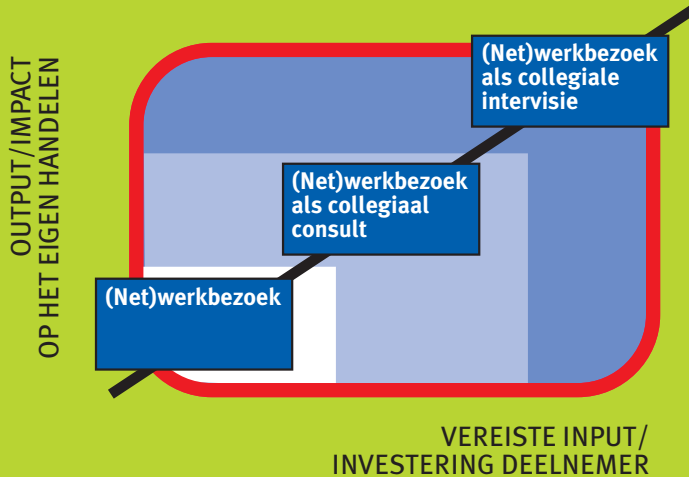 OUTPUT/IMPACT
OP HET EIGEN HANDELEN
(Net)werkbezoek
als collegiale
intervisie
(Net)werkbezoek
als collegiaal
consult
(Net)werkbezoek
VEREISTE INPUT/
INVESTERING DEELNEMER